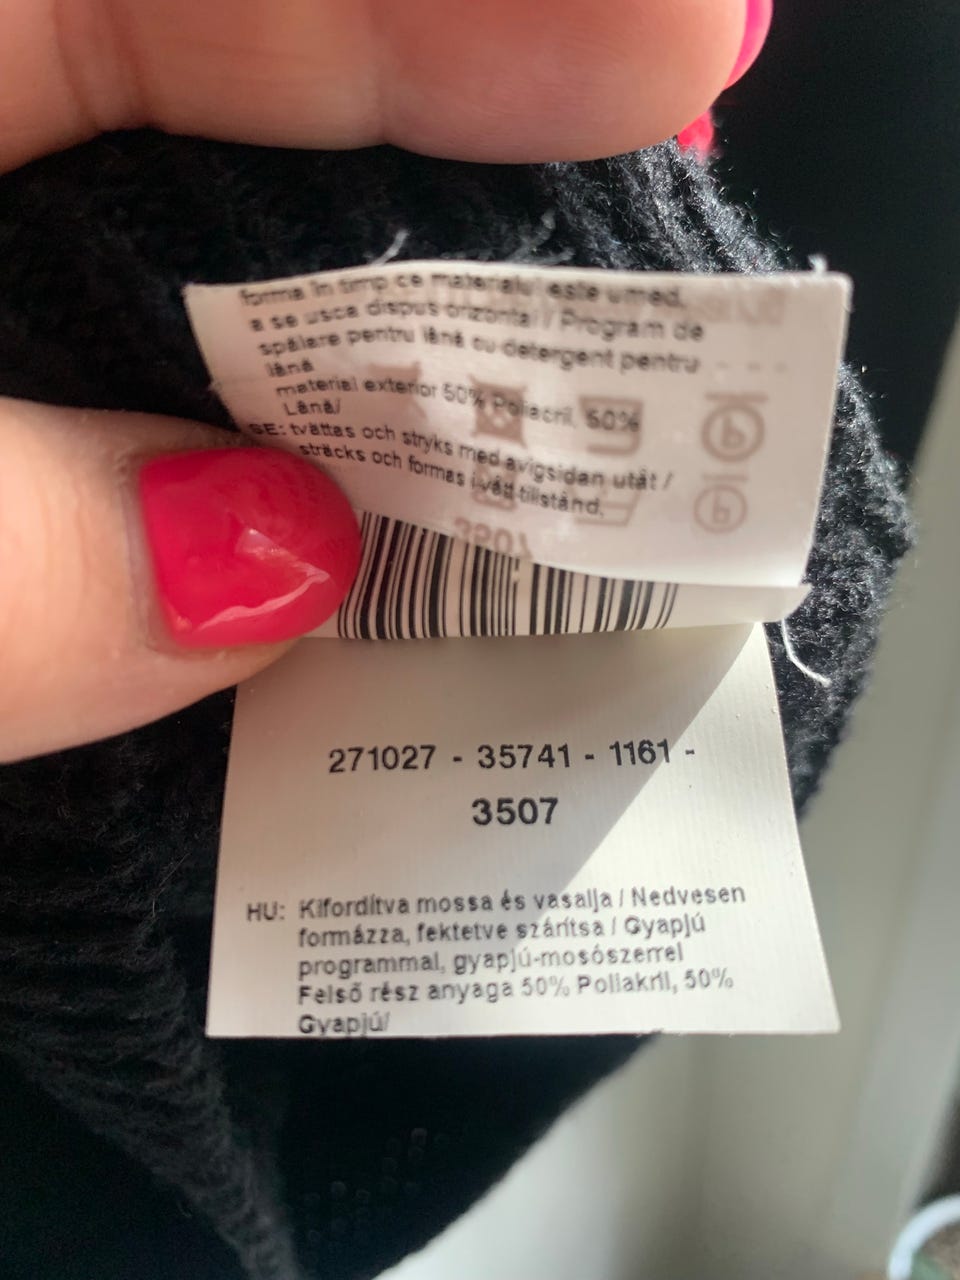 forma în timp ce materialul este umed,
a se usca dispus orizontal / Program de
spălare pentru lână cu detergent pentru
lână
material exterior 50% Poliacril, 50%
Lână/
SE: tvättas och stryks med avigsidan utåt /
sträcks och formas i vått tillstånd,
3507
271027 - 35741 - 1161 -
3507
HU: Kifordítva mossa és vasalja / Nedvesen
formázza, fektetve szárítsa / Gyapjú
programmal, gyapjú-mosószerrel
Felső rész anyaga 50% Poliakril, 50%
Gyapjú/